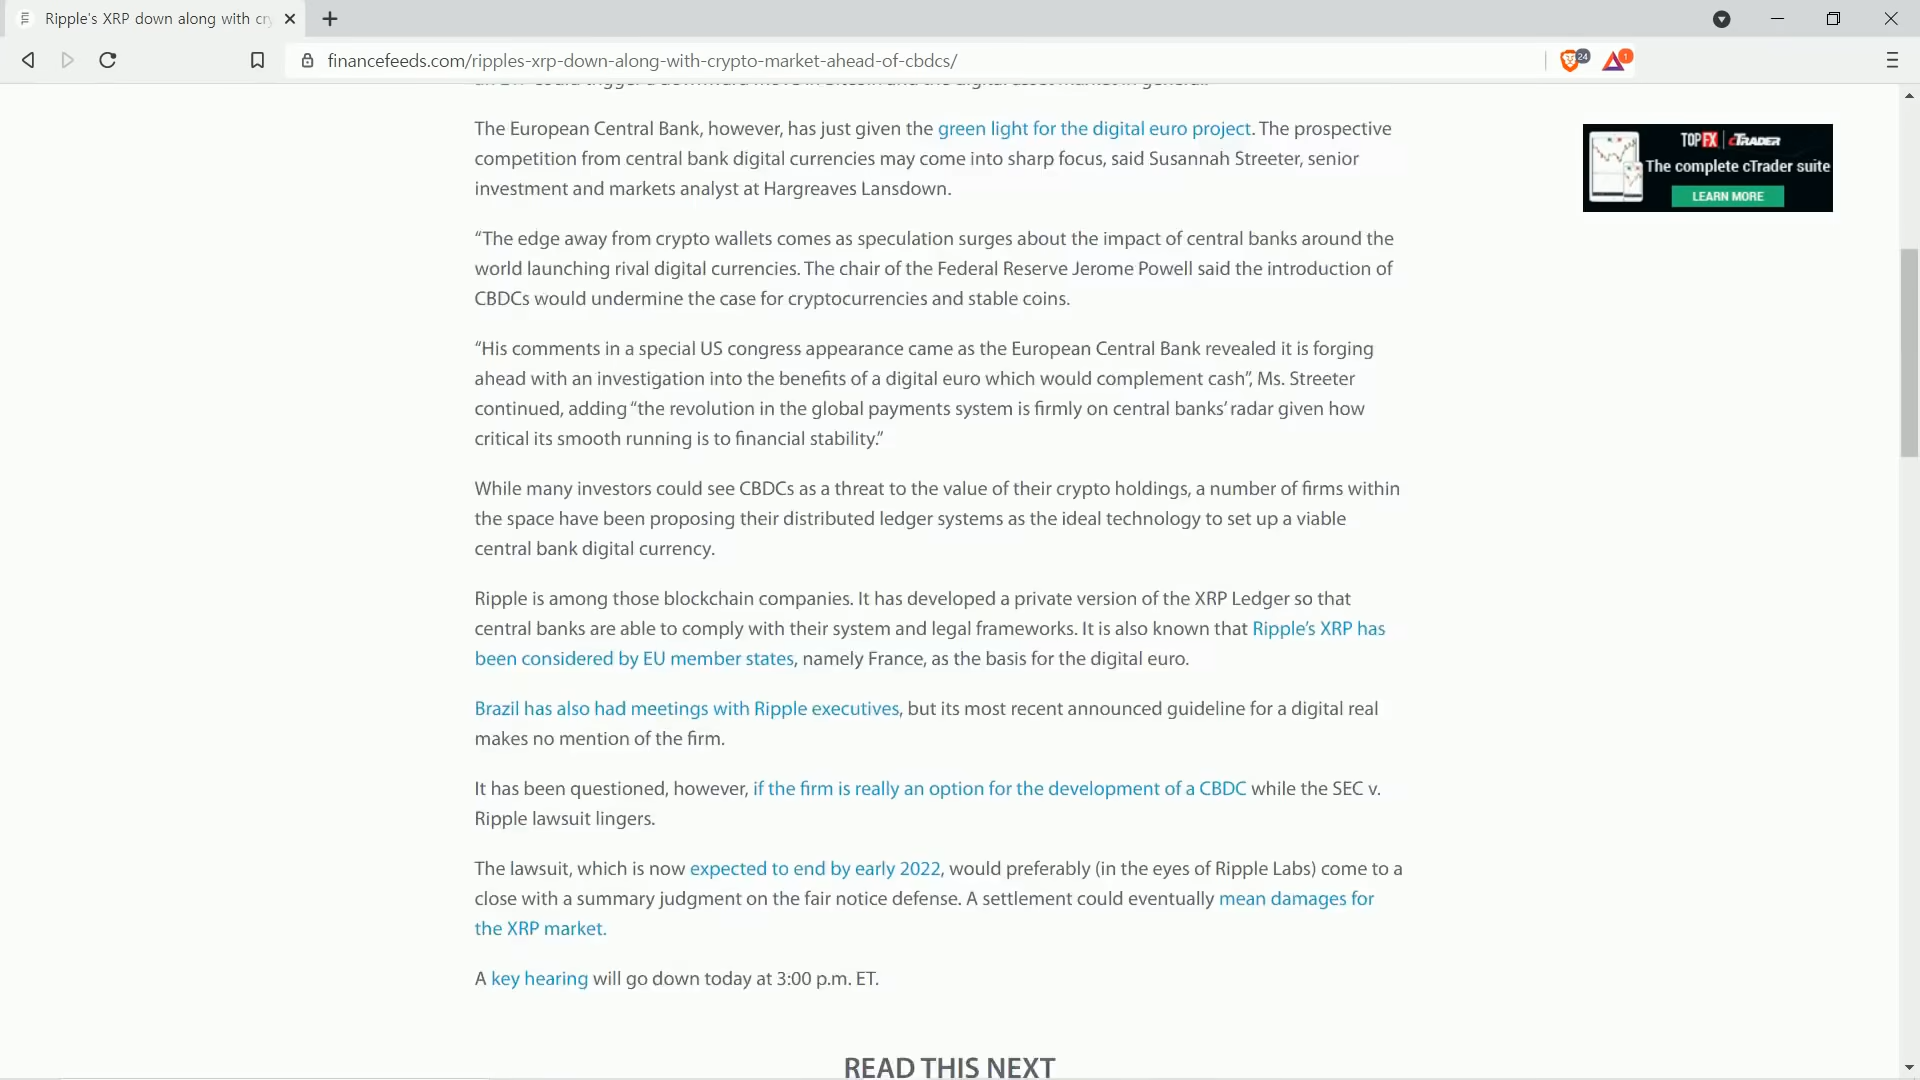 Ripple's XRP down along with cry
financefeeds.com/ripples-xrp-down-along-with-crypto-market-ahead-of-cbdcs/
24
1
The European Central Bank, however, has just given the green light for the digital euro project. The prospective
competition from central bank digital currencies may come into sharp focus, said Susannah Streeter, senior
investment and markets analyst at Hargreaves Lansdown.
TOPFX | cTRADER
The complete cTrader suite
LEARN MORE
“The edge away from crypto wallets comes as speculation surges about the impact of central banks around the
world launching rival digital currencies. The chair of the Federal Reserve Jerome Powell said the introduction of
CBDCs would undermine the case for cryptocurrencies and stable coins.
“His comments in a special US congress appearance came as the European Central Bank revealed it is forging
ahead with an investigation into the benefits of a digital euro which would complement cash”, Ms. Streeter
continued, adding “the revolution in the global payments system is firmly on central banks’ radar given how
critical its smooth running is to financial stability.”
While many investors could see CBDCs as a threat to the value of their crypto holdings, a number of firms within
the space have been proposing their distributed ledger systems as the ideal technology to set up a viable
central bank digital currency.
Ripple is among those blockchain companies. It has developed a private version of the XRP Ledger so that
central banks are able to comply with their system and legal frameworks. It is also known that Ripple’s XRP has
been considered by EU member states, namely France, as the basis for the digital euro.
Brazil has also had meetings with Ripple executives, but its most recent announced guideline for a digital real
makes no mention of the firm.
It has been questioned, however, if the firm is really an option for the development of a CBDC while the SEC v.
Ripple lawsuit lingers.
The lawsuit, which is now expected to end by early 2022, would preferably (in the eyes of Ripple Labs) come to a
close with a summary judgment on the fair notice defense. A settlement could eventually mean damages for
the XRP market.
A key hearing will go down today at 3:00 p.m. ET.
READ THIS NEXT